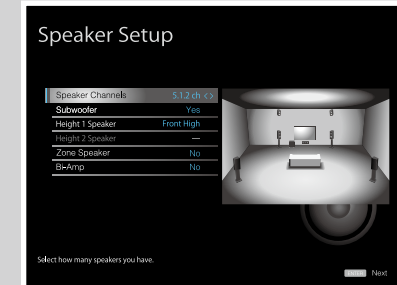 Speaker Setup
Speaker Channels 5.1.2 ch <>
Subwoofer Yes
Height 1 Speaker Front High
Height 2 Speaker —
Zone Speaker No
Bi-Amp No
Select how many speakers you have.
ENTER Next